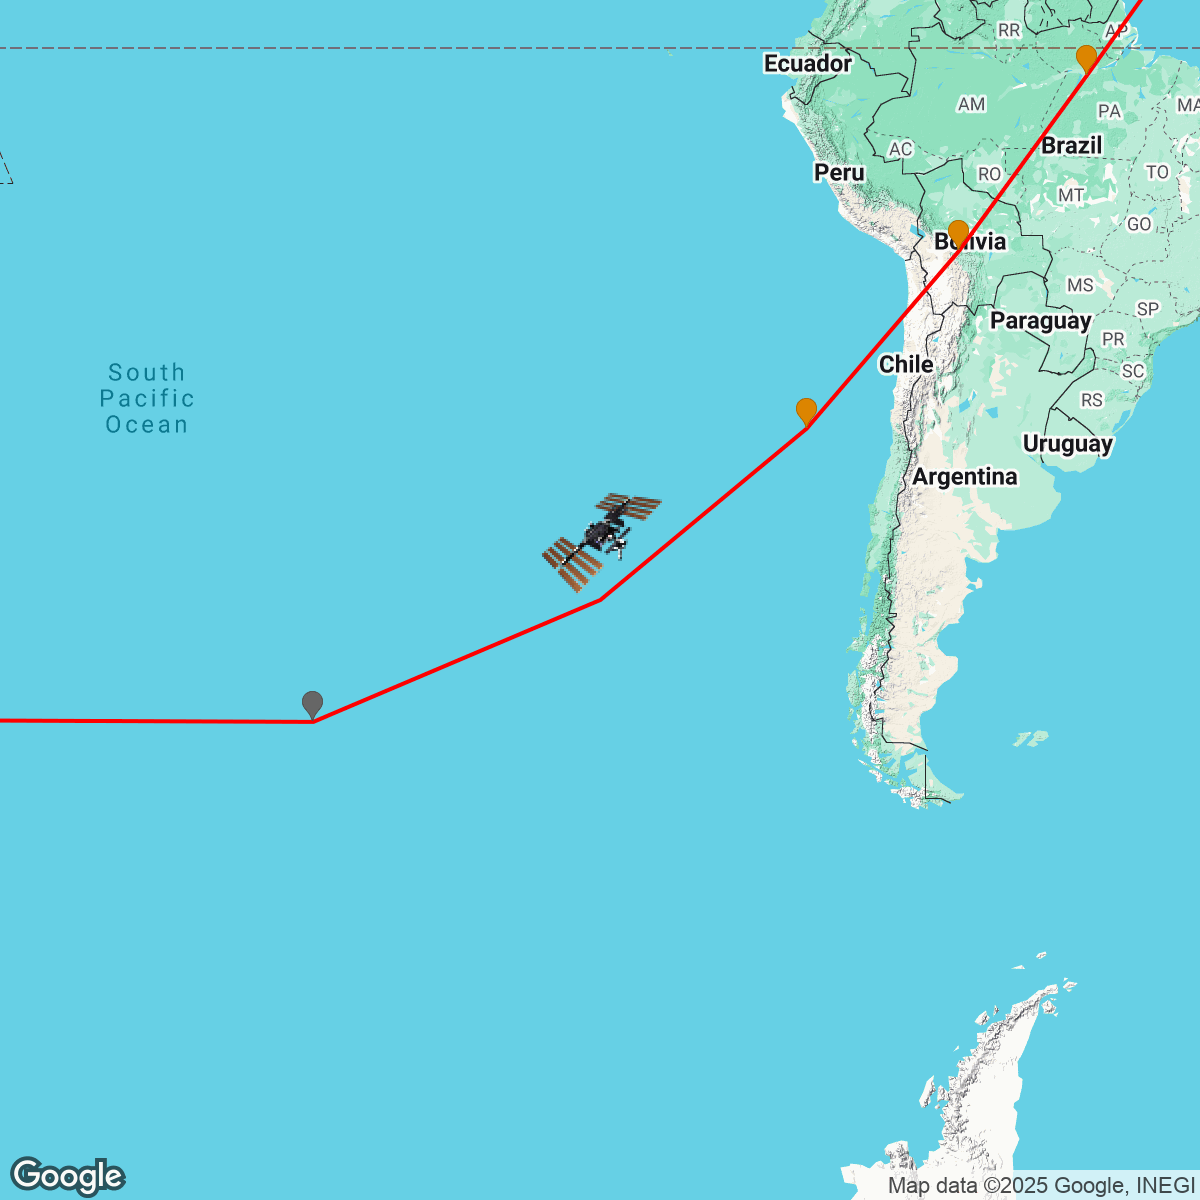 RR
AP
Ecuador
AM
PA
MA
Brazil
AC
Peru
RO
TO
MT
GO
Bolivia
MS
SP
Paraguay
PR
Chile
SC
South
Pacific
Ocean
RS
Uruguay
Argentina
Google
Map data ©2025 Google, INEGI